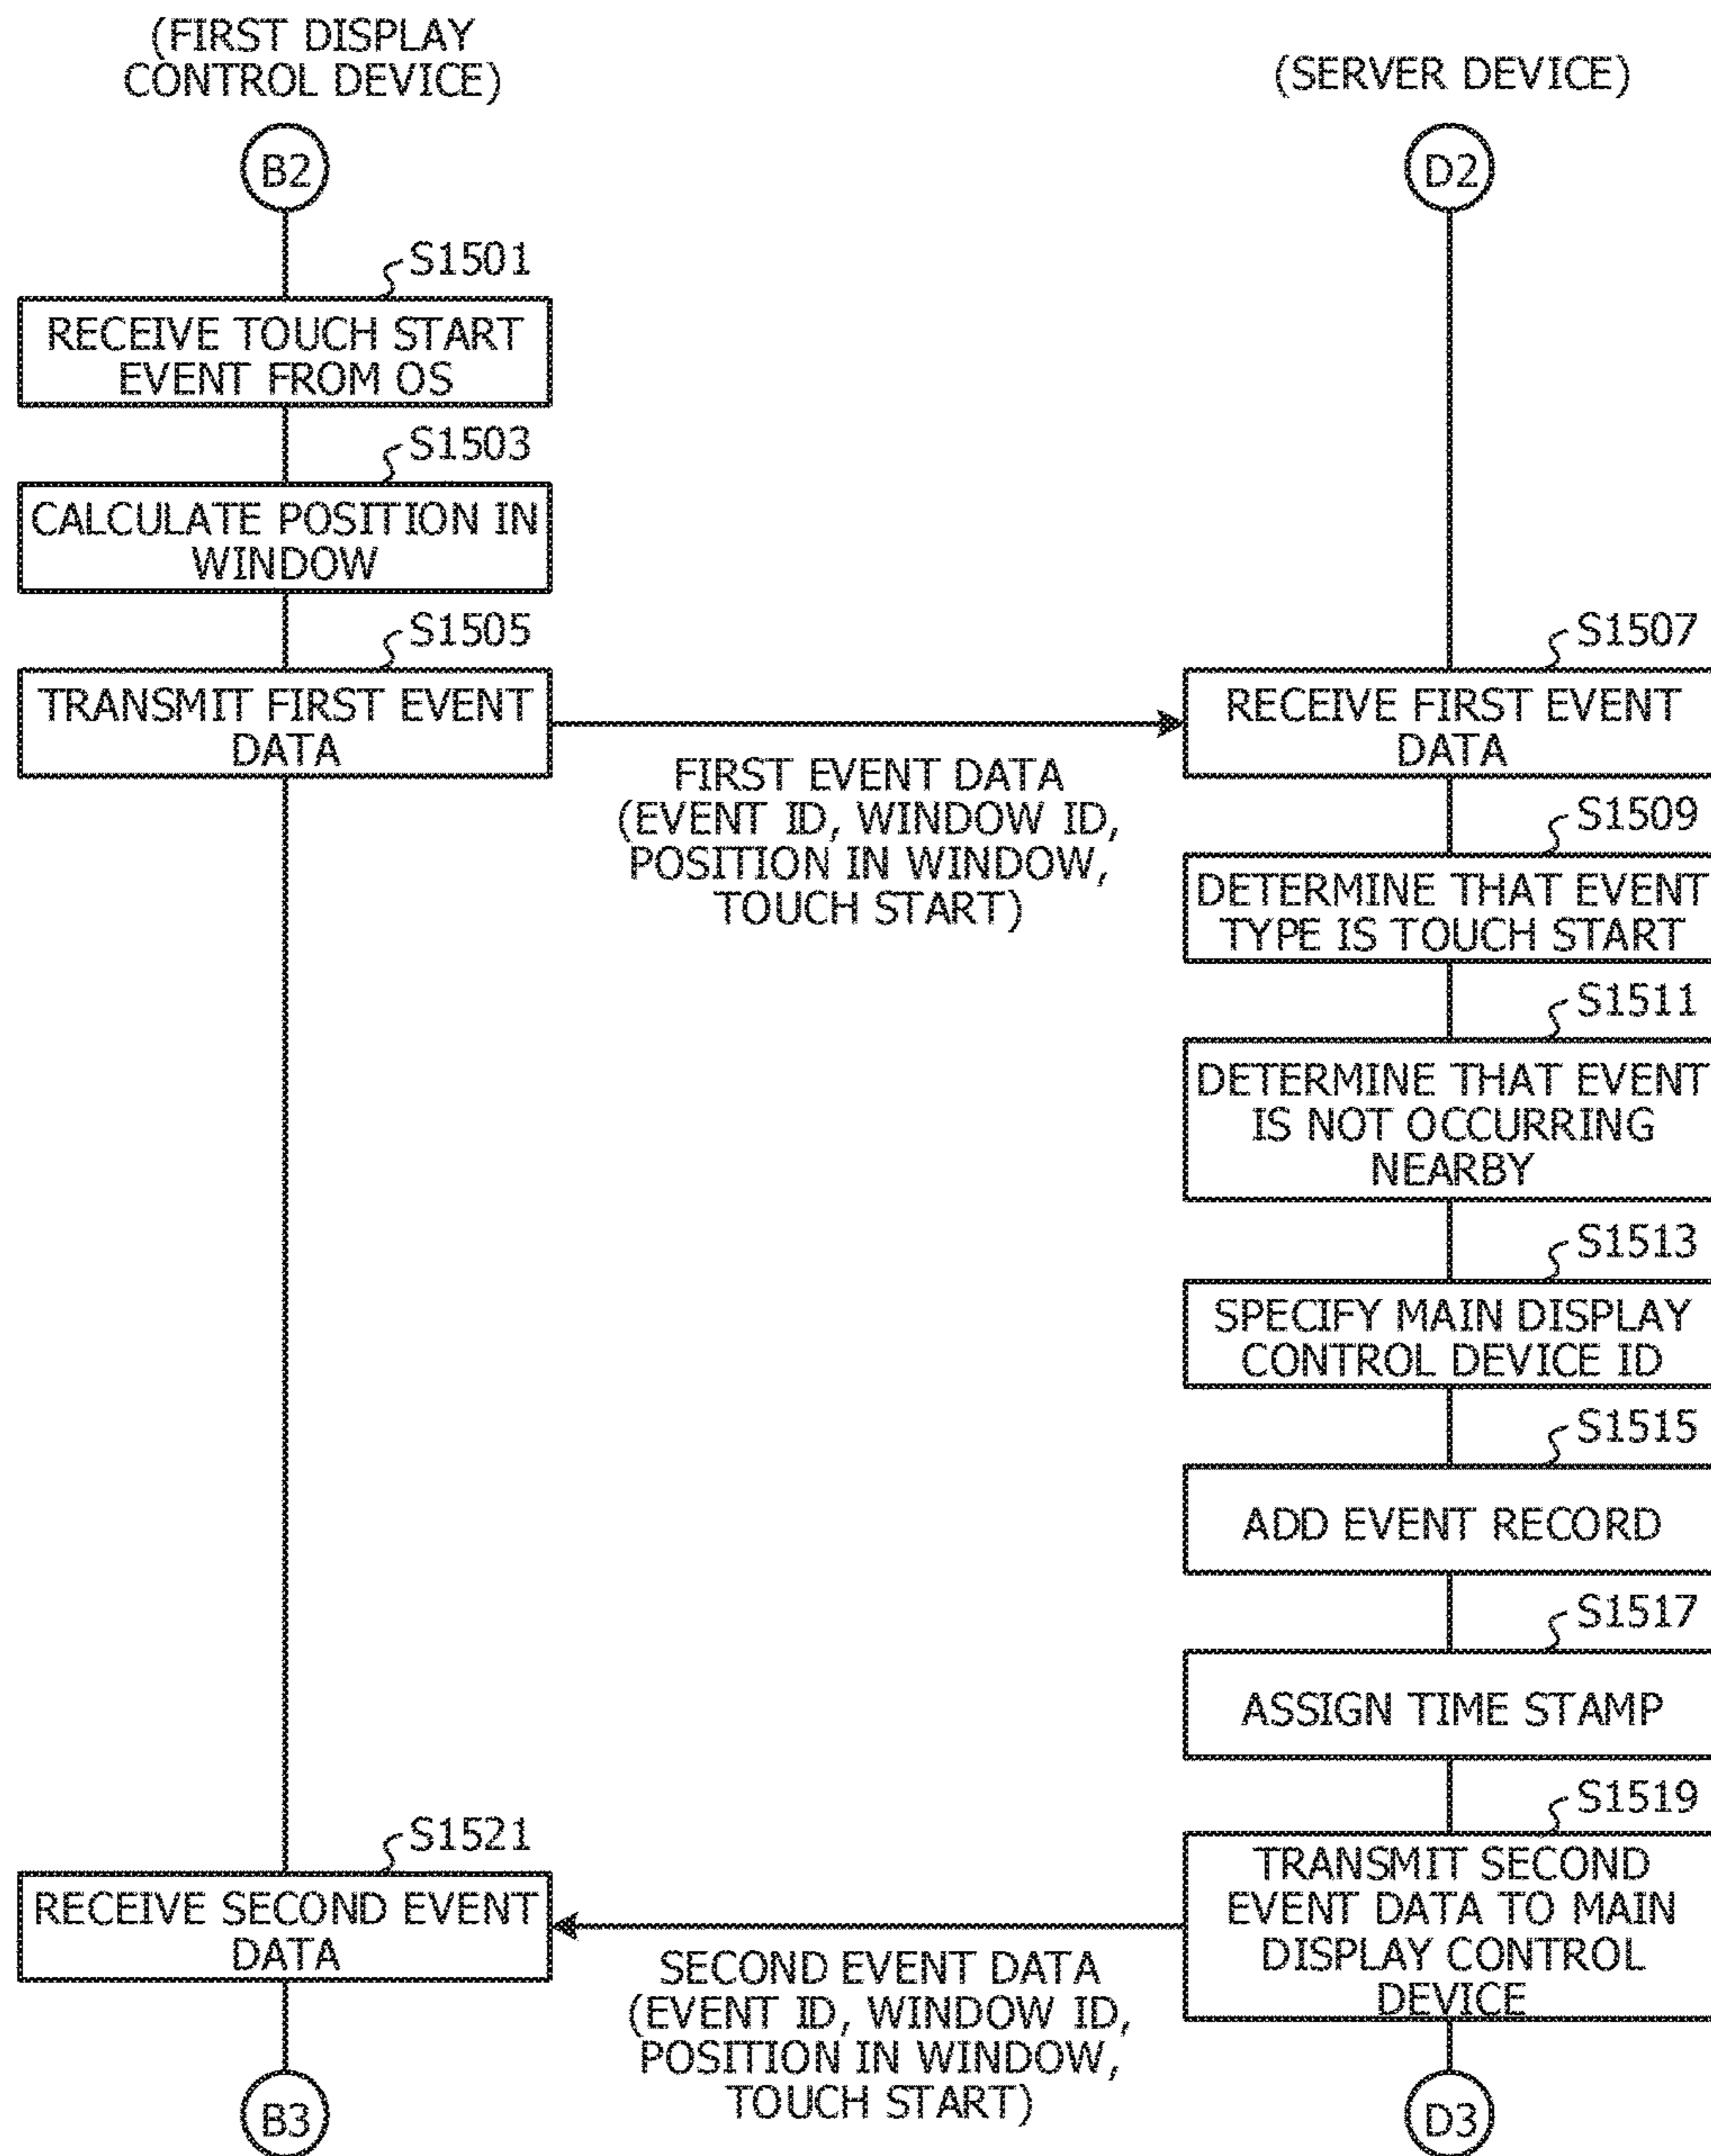 (FIRST DISPLAY
CONTROL DEVICE)
(SERVER DEVICE)
B2
D2
S1501
RECEIVE TOUCH START
EVENT FROM OS
S1503
CALCULATE POSITION IN
WINDOW
S1505
TRANSMIT FIRST EVENT
DATA
FIRST EVENT DATA
(EVENT ID, WINDOW ID,
POSITION IN WINDOW,
TOUCH START)
S1507
RECEIVE FIRST EVENT
DATA
S1509
DETERMINE THAT EVENT
TYPE IS TOUCH START
S1511
DETERMINE THAT EVENT
IS NOT OCCURRING
NEARBY
S1513
SPECIFY MAIN DISPLAY
CONTROL DEVICE ID
S1515
ADD EVENT RECORD
S1517
ASSIGN TIME STAMP
S1519
TRANSMIT SECOND
EVENT DATA TO MAIN
DISPLAY CONTROL
DEVICE
SECOND EVENT DATA
(EVENT ID, WINDOW ID,
POSITION IN WINDOW,
TOUCH START)
S1521
RECEIVE SECOND EVENT
DATA
B3
D3